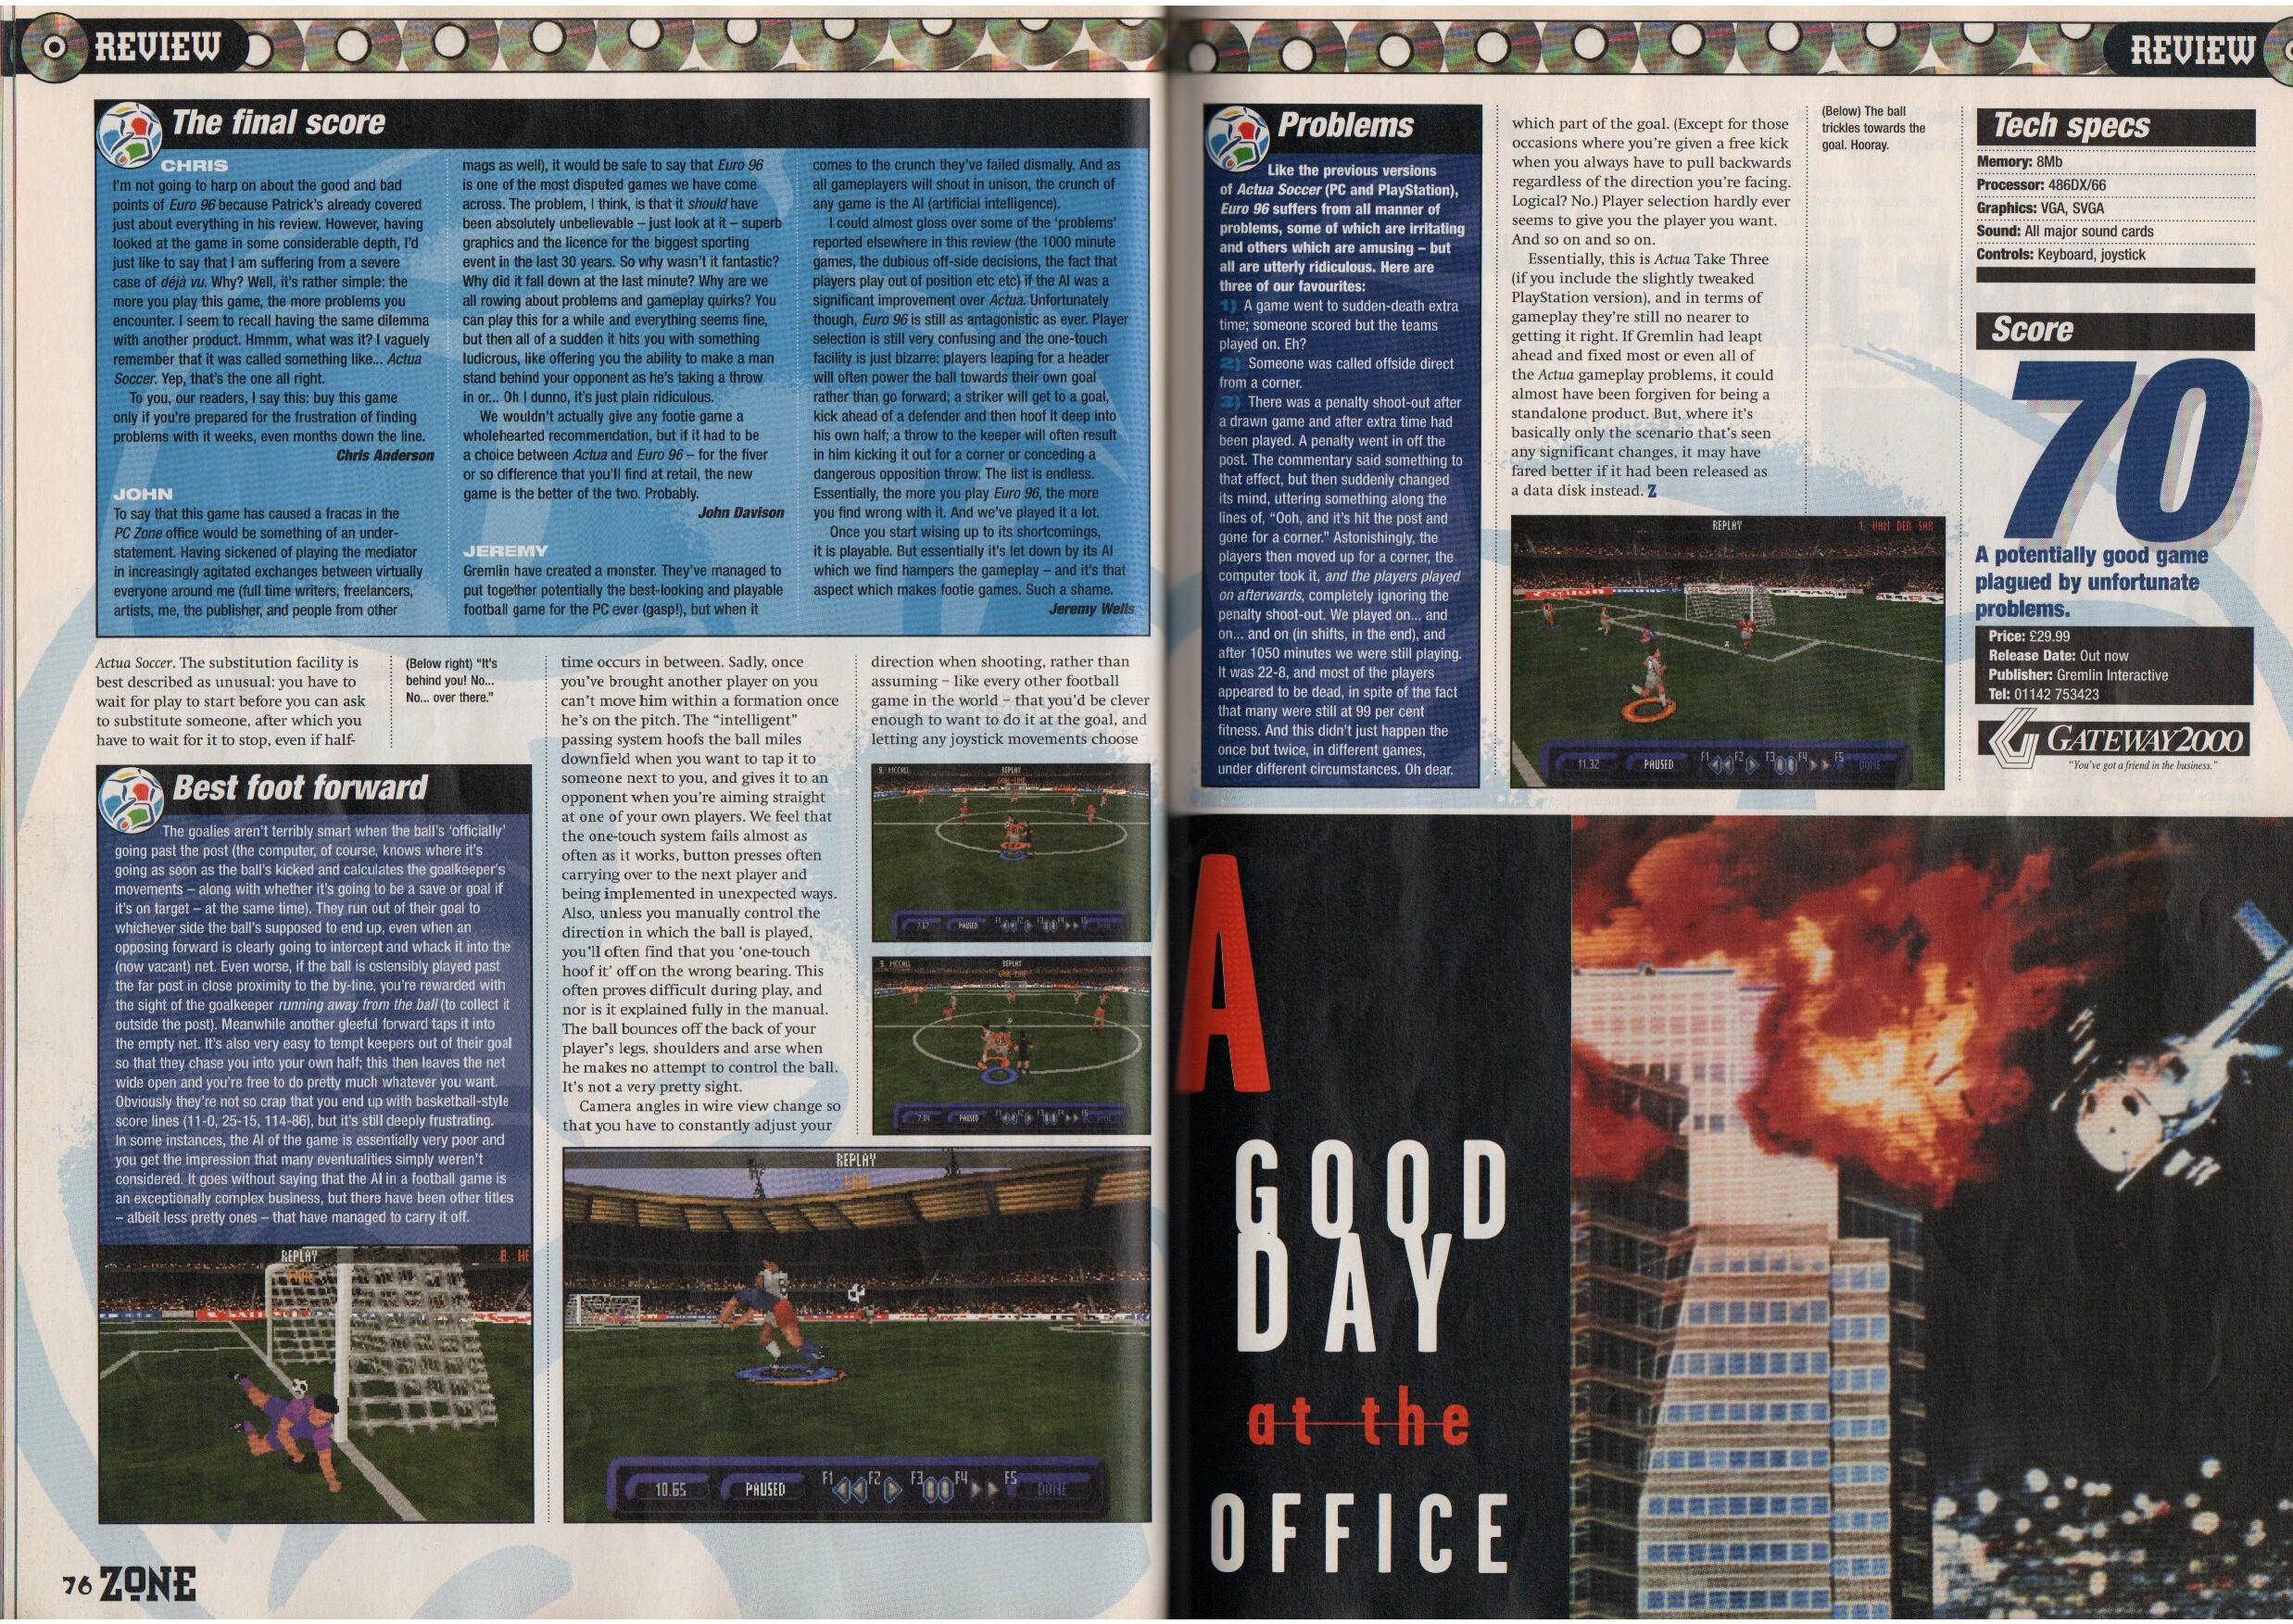 REVIEW
The final score
CHRIS
I'm not going to harp on about the good and bad
points of Euro 96 because Patrick's already covered
just about everything in his review. However, having
looked at the game in some considerable depth, I'd
just like to say that I am suffering from a severe
case of déjà vu. Why? Well, it's rather simple: the
more you play this game, the more problems you
encounter. I seem to recall having the same dilemma
with another product. Hmmm, what was it? I vaguely
remember that it was called something like... Actua
Soccer. Yep, that's the one all right.
To you, our readers, I say this: buy this game
only if you're prepared for the frustration of finding
problems with it weeks, even months down the line.
Chris Anderson
JOHN
To say that this game has caused a fracas in the
PC Zone office would be something of an under-
statement. Having sickened of playing the mediator
in increasingly agitated exchanges between virtually
everyone around me (full time writers, freelancers,
artists, me, the publisher, and people from other
mags as well), it would be safe to say that Euro 96
is one of the most disputed games we have come
across. The problem, I think, is that it should have
been absolutely unbelievable – just look at it – superb
graphics and the licence for the biggest sporting
event in the last 30 years. So why wasn't it fantastic?
Why did it fall down at the last minute? Why are we
all rowing about problems and gameplay quirks? You
can play this for a while and everything seems fine,
but then all of a sudden it hits you with something
ludicrous, like offering you the ability to make a man
stand behind your opponent as he's taking a throw
in or... Oh I dunno, it's just plain ridiculous.
We wouldn't actually give any footie game a
wholehearted recommendation, but if it had to be
a choice between Actua and Euro 96 – for the fiver
or so difference that you'll find at retail, the new
game is the better of the two. Probably.
John Davison
JEREMY
Gremlin have created a monster. They've managed to
put together potentially the best-looking and playable
football game for the PC ever (gasp!), but when it
comes to the crunch they've failed dismally. And as
all gameplayers will shout in unison, the crunch of
any game is the AI (artificial intelligence).
I could almost gloss over some of the 'problems'
reported elsewhere in this review (the 1000 minute
games, the dubious off-side decisions, the fact that
players play out of position etc etc) if the AI was a
significant improvement over Actua. Unfortunately
though, Euro 96 is still as antagonistic as ever. Player
selection is still very confusing and the one-touch
facility is just bizarre: players leaping for a header
will often power the ball towards their own goal
rather than go forward; a striker will get to a goal,
kick ahead of a defender and then hoof it deep into
his own half; a throw to the keeper will often result
in him kicking it out for a corner or conceding a
dangerous opposition throw. The list is endless.
Essentially, the more you play Euro 96, the more
you find wrong with it. And we've played it a lot.
Once you start wising up to its shortcomings,
it is playable. But essentially it's let down by its AI
which we find hampers the gameplay – and it's that
aspect which makes footie games. Such a shame.
Jeremy Wells
Actua Soccer. The substitution facility is
best described as unusual: you have to
wait for play to start before you can ask
to substitute someone, after which you
have to wait for it to stop, even if half-
(Below right) "It's
behind you! No...
No... over there."
Best foot forward
The goalies aren't terribly smart when the ball's 'officially'
going past the post (the computer, of course, knows where it's
going as soon as the ball's kicked and calculates the goalkeeper's
movements – along with whether it's going to be a save or goal if
it's on target – at the same time). They run out of their goal to
whichever side the ball's supposed to end up, even when an
opposing forward is clearly going to intercept and whack it into the
(now vacant) net. Even worse, if the ball is ostensibly played past
the far post in close proximity to the by-line, you're rewarded with
the sight of the goalkeeper running away from the ball (to collect it
outside the post). Meanwhile another gleeful forward taps it into
the empty net. It's also very easy to tempt keepers out of their goal
so that they chase you into your own half; this then leaves the net
wide open and you're free to do pretty much whatever you want.
Obviously they're not so crap that you end up with basketball-style
score lines (11-0, 25-15, 114-86), but it's still deeply frustrating.
In some instances, the AI of the game is essentially very poor and
you get the impression that many eventualities simply weren't
considered. It goes without saying that the AI in a football game is
an exceptionally complex business, but there have been other titles
– albeit less pretty ones – that have managed to carry it off.
REPLAY
time occurs in between. Sadly, once
you've brought another player on you
can't move him within a formation once
he's on the pitch. The "intelligent"
passing system hoofs the ball miles
downfield when you want to tap it to
someone next to you, and gives it to an
opponent when you're aiming straight
at one of your own players. We feel that
the one-touch system fails almost as
often as it works, button presses often
carrying over to the next player and
being implemented in unexpected ways.
Also, unless you manually control the
direction in which the ball is played,
you'll often find that you 'one-touch
hoof it' off on the wrong bearing. This
often proves difficult during play, and
nor is it explained fully in the manual.
The ball bounces off the back of your
player's legs, shoulders and arse when
he makes no attempt to control the ball.
It's not a very pretty sight.
Camera angles in wire view change so
that you have to constantly adjust your
direction when shooting, rather than
assuming – like every other football
game in the world – that you'd be clever
enough to want to do it at the goal, and
letting any joystick movements choose
REPLAY
PAUSED
REPLAY
PAUSED
REPLAY
10.65 PAUSED F1 F2 F3 F4 F5 DONE
76 ZONE
REVIEW
Problems
Like the previous versions
of Actua Soccer (PC and PlayStation),
Euro 96 suffers from all manner of
problems, some of which are irritating
and others which are amusing – but
all are utterly ridiculous. Here are
three of our favourites:
1) A game went to sudden-death extra
time; someone scored but the teams
played on. Eh?
2) Someone was called offside direct
from a corner.
3) There was a penalty shoot-out after
a drawn game and after extra time had
been played. A penalty went in off the
post. The commentary said something to
that effect, but then suddenly changed
its mind, uttering something along the
lines of, "Ooh, and it's hit the post and
gone for a corner." Astonishingly, the
players then moved up for a corner, the
computer took it, and the players played
on afterwards, completely ignoring the
penalty shoot-out. We played on... and
on... and on (in shifts, in the end), and
after 1050 minutes we were still playing.
It was 22-8, and most of the players
appeared to be dead, in spite of the fact
that many were still at 99 per cent
fitness. And this didn't just happen the
once but twice, in different games,
under different circumstances. Oh dear.
which part of the goal. (Except for those
occasions where you're given a free kick
when you always have to pull backwards
regardless of the direction you're facing.
Logical? No.) Player selection hardly ever
seems to give you the player you want.
And so on and so on.
Essentially, this is Actua Take Three
(if you include the slightly tweaked
PlayStation version), and in terms of
gameplay they're still no nearer to
getting it right. If Gremlin had leapt
ahead and fixed most or even all of
the Actua gameplay problems, it could
almost have been forgiven for being a
standalone product. But, where it's
basically only the scenario that's seen
any significant changes, it may have
fared better if it had been released as
a data disk instead. Z
(Below) The ball
trickles towards the
goal. Hooray.
REPLAY 1. VAN DER SAR
11.32 PAUSED F1 F2 F3 F4 F5 DONE
Tech specs
Memory: 8Mb
Processor: 486DX/66
Graphics: VGA, SVGA
Sound: All major sound cards
Controls: Keyboard, joystick
Score
70
A potentially good game
plagued by unfortunate
problems.
Price: £29.99
Release Date: Out now
Publisher: Gremlin Interactive
Tel: 01142 753423
GATEWAY2000
"You've got a friend in the business."
A
GOOD
DAY
at the
OFFICE